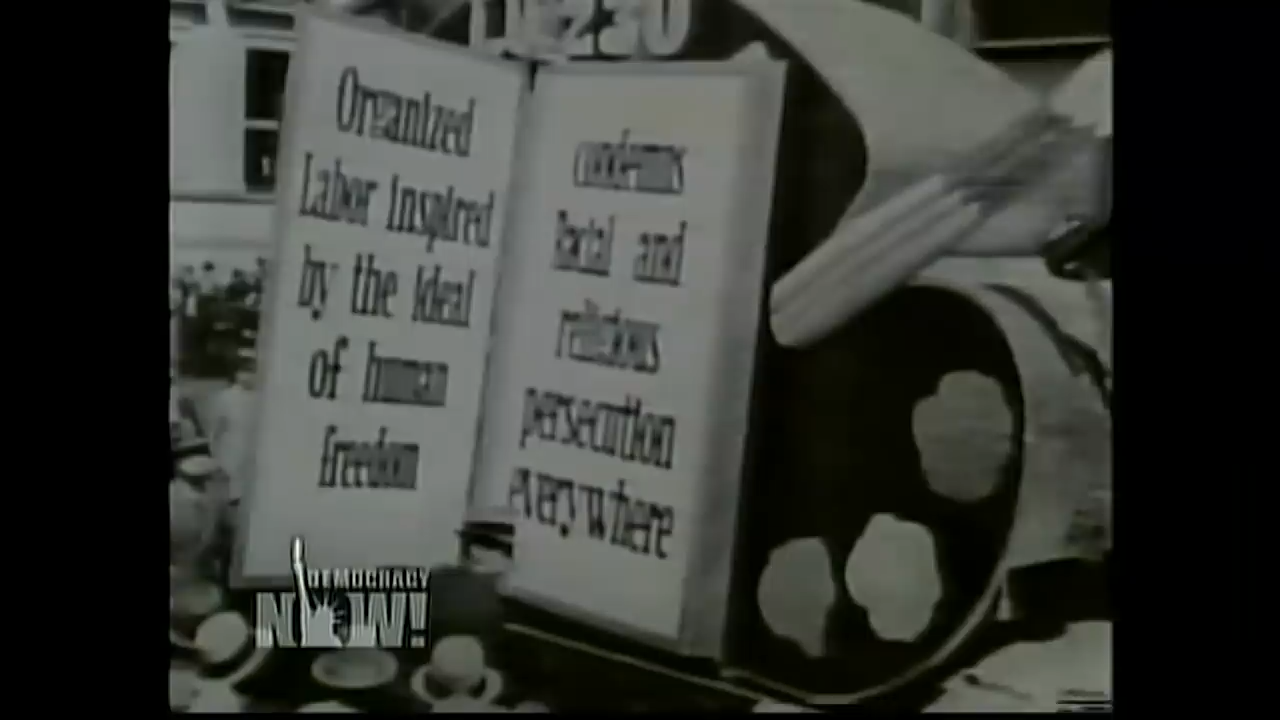 Organized
Labor Inspired
by the ideal
of human
freedom
condemns
Racial and
religious
persecution
everywhere
DEMOCRACY
NOW!